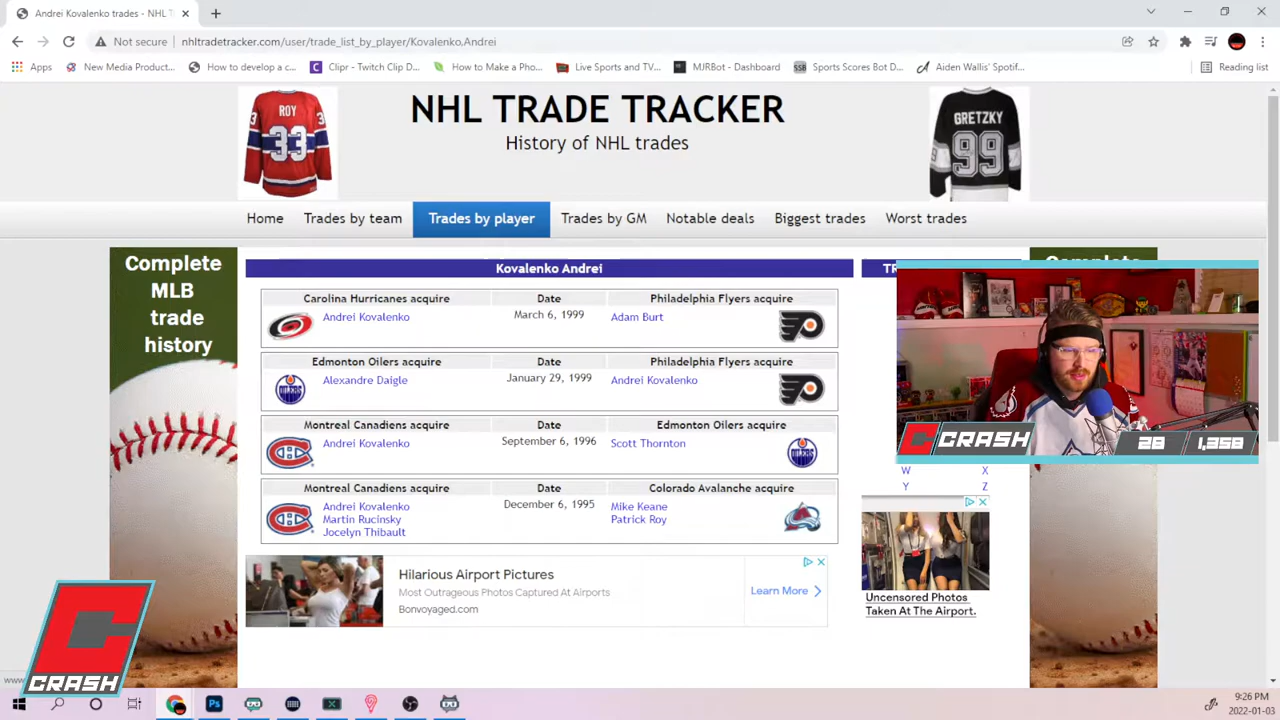 Andrei Kovalenko trades - NHL T
Not secure
nhltradetracker.com/user/trade_list_by_player/Kovalenko.Andrei
Apps
New Media Product...
How to develop a c...
Clipr - Twitch Clip D...
How to Make a Pho...
Live Sports and TV...
MJRBot - Dashboard
SSB
Sports Scores Bot D...
Aiden Wallis' Spotif...
Reading list
ROY
33
3
NHL TRADE TRACKER
History of NHL trades
GRETZKY
99
Home
Trades by team
Trades by player
Trades by GM
Notable deals
Biggest trades
Worst trades
Complete
MLB
trade
history
Kovalenko Andrei
Carolina Hurricanes acquire
Date
Philadelphia Flyers acquire
Andrei Kovalenko
March 6, 1999
Adam Burt
Edmonton Oilers acquire
Date
Philadelphia Flyers acquire
Alexandre Daigle
January 29, 1999
Andrei Kovalenko
Montreal Canadiens acquire
Date
Edmonton Oilers acquire
Andrei Kovalenko
September 6, 1996
Scott Thornton
OILERS
Montreal Canadiens acquire
Date
Colorado Avalanche acquire
Andrei Kovalenko
December 6, 1995
Mike Keane
Martin Rucinsky
Patrick Roy
Jocelyn Thibault
Hilarious Airport Pictures
Most Outrageous Photos Captured At Airports
Bonvoyaged.com
Learn More
TR
C CRASH
28
1,358
W
X
Y
Z
Uncensored Photos
Taken At The Airport.
CRASH
www
Ps
9:26 PM
2022-01-03